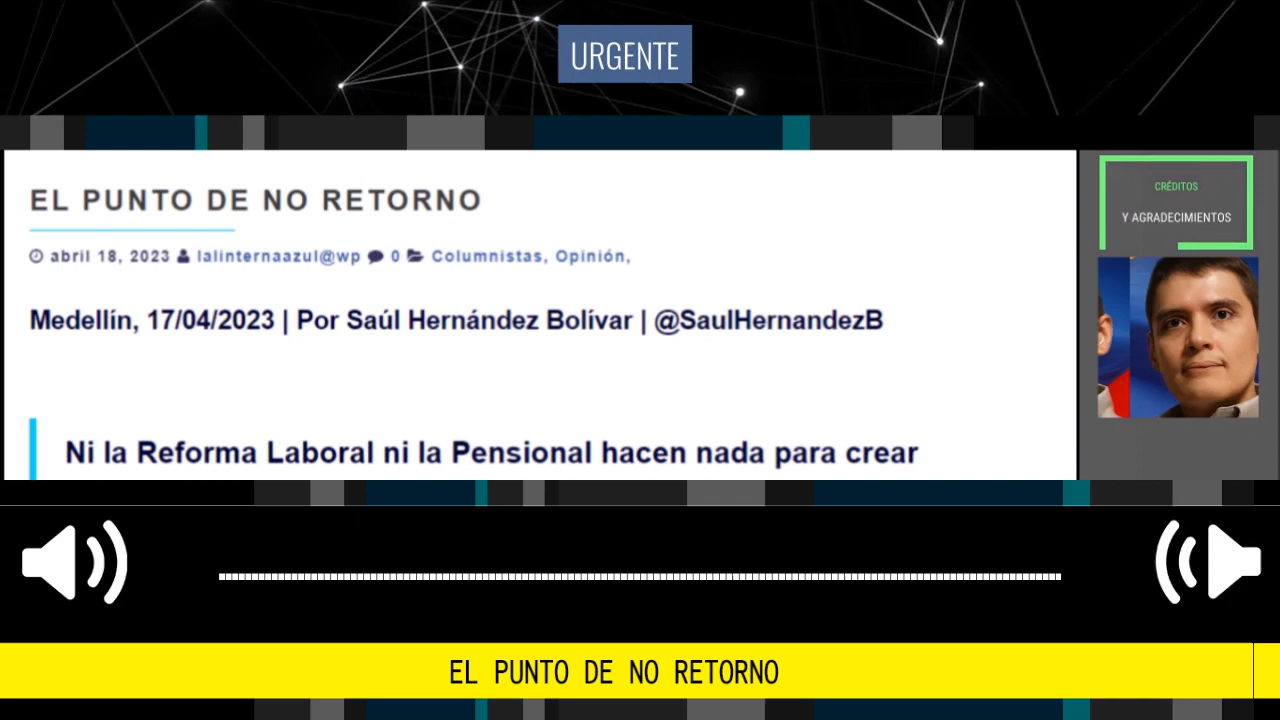 URGENTE
EL PUNTO DE NO RETORNO
abril 18, 2023 lalinternaazul@wp 0 Columnistas, Opinión,
Medellín, 17/04/2023 | Por Saúl Hernández Bolívar | @SaulHernandezB
Ni la Reforma Laboral ni la Pensional hacen nada para crear
CRÉDITOS
Y AGRADECIMIENTOS
EL PUNTO DE NO RETORNO